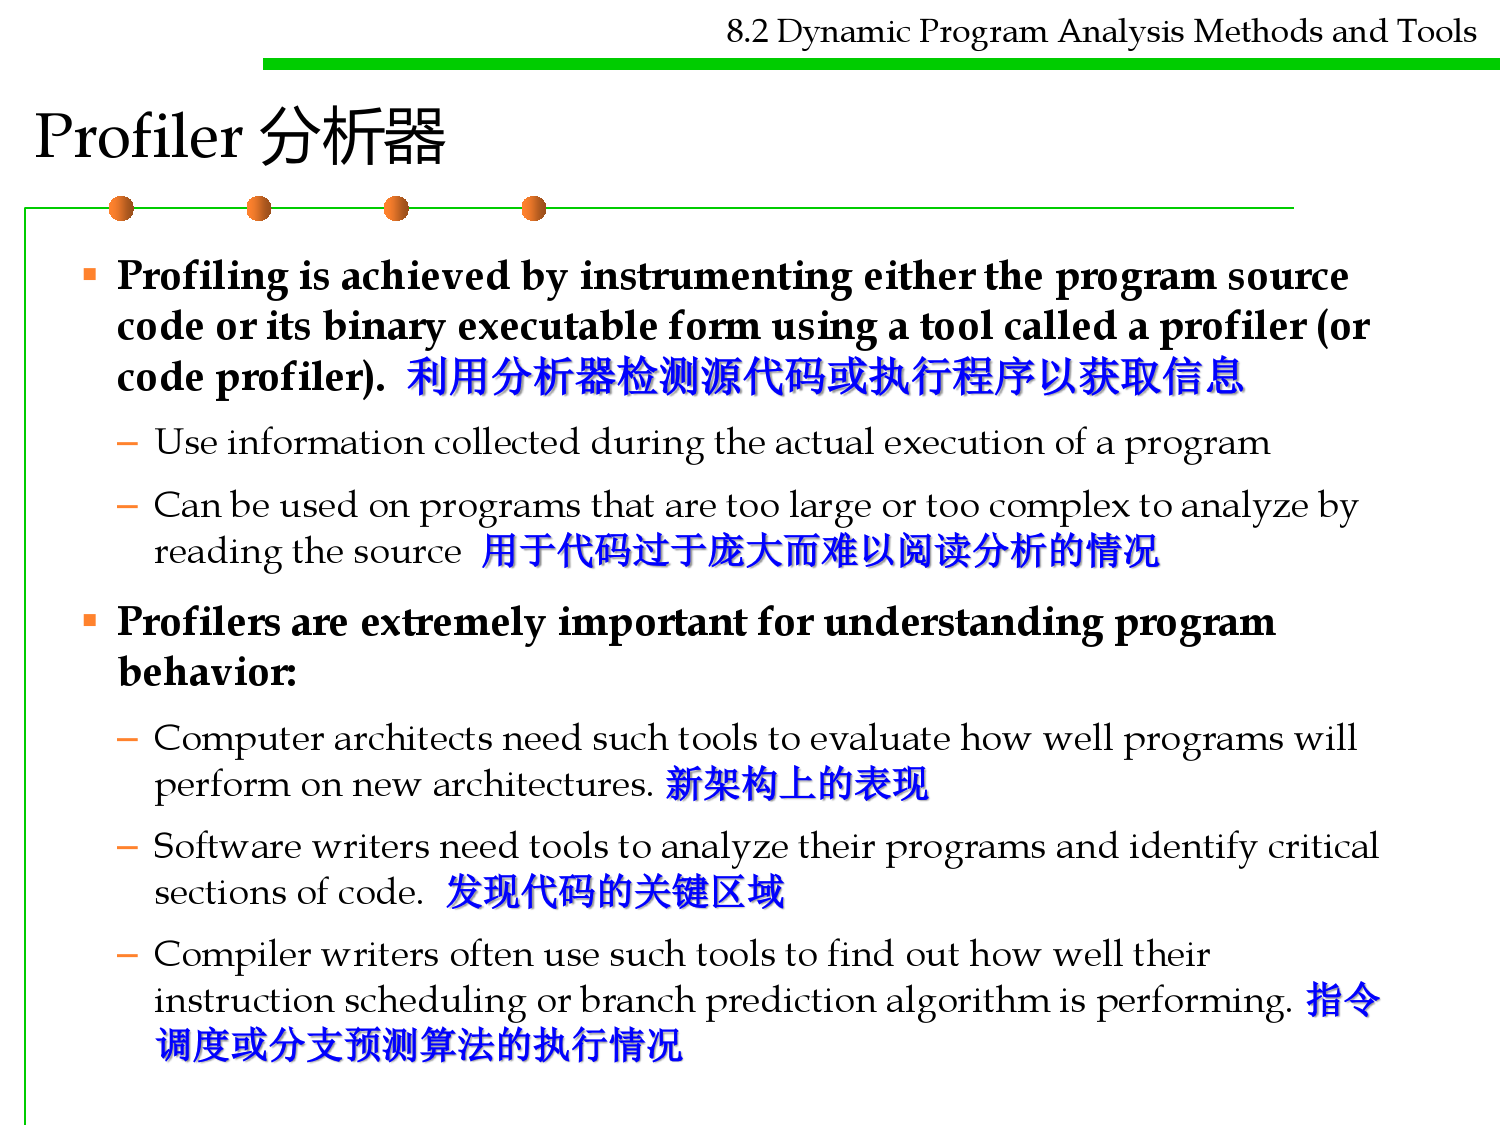 8.2 Dynamic Program Analysis Methods and Tools
Profiler 分析器
▪ Profiling is achieved by instrumenting either the program source
code or its binary executable form using a tool called a profiler (or
code profiler). 利用分析器检测源代码或执行程序以获取信息
– Use information collected during the actual execution of a program
– Can be used on programs that are too large or too complex to analyze by
reading the source 用于代码过于庞大而难以阅读分析的情况
▪ Profilers are extremely important for understanding program
behavior:
– Computer architects need such tools to evaluate how well programs will
perform on new architectures. 新架构上的表现
– Software writers need tools to analyze their programs and identify critical
sections of code. 发现代码的关键区域
– Compiler writers often use such tools to find out how well their
instruction scheduling or branch prediction algorithm is performing. 指令
调度或分支预测算法的执行情况